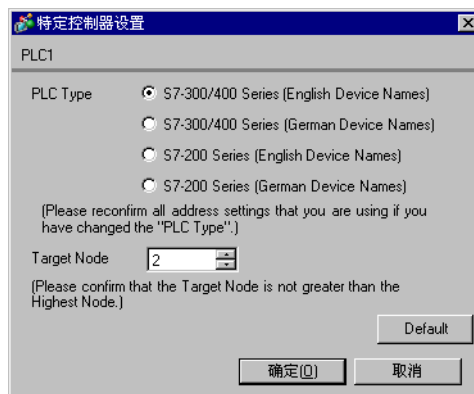 特定控制器设置
PLC1
PLC Type
S7-300/400 Series (English Device Names)
S7-300/400 Series (German Device Names)
S7-200 Series (English Device Names)
S7-200 Series (German Device Names)
(Please reconfirm all address settings that you are using if you
have changed the "PLC Type".)
Target Node 2
(Please confirm that the Target Node is not greater than the
Highest Node.)
Default
确定(O) 取消